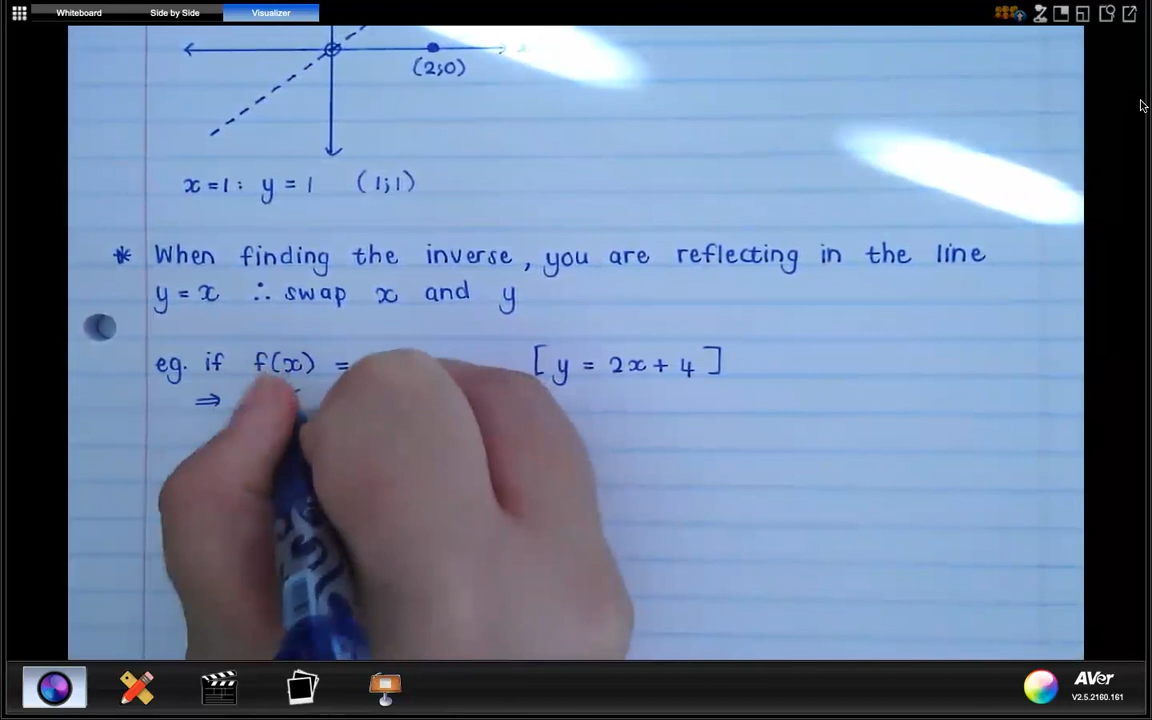 Whiteboard Side by Side Visualizer
(2;0)
x = 1 : y = 1 (1;1)
* When finding the inverse, you are reflecting in the line
y = x ∴ swap x and y
eg. if f(x) = [ y = 2x + 4 ]
⇒
AVer
V2.5.2160.161